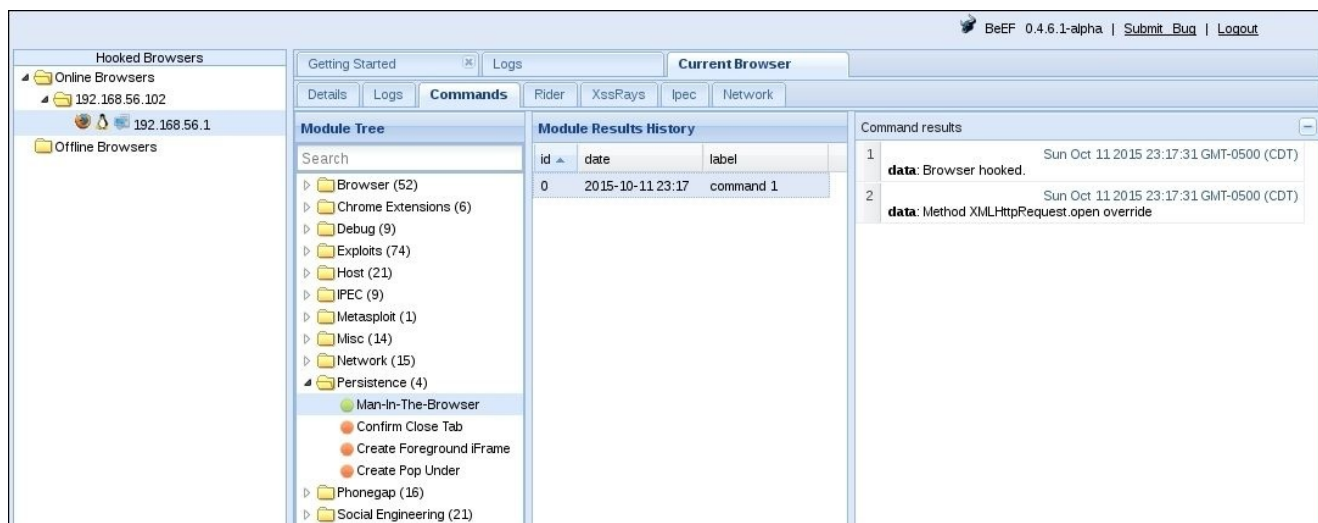 BeEF 0.4.6.1-alpha | Submit Bug | Logout
Hooked Browsers
Online Browsers
192.168.56.102
192.168.56.1
Offline Browsers
Getting Started
Logs
Current Browser
Details
Logs
Commands
Rider
XssRays
Ipec
Network
Module Tree
Search
Browser (52)
Chrome Extensions (6)
Debug (9)
Exploits (74)
Host (21)
IPEC (9)
Metasploit (1)
Misc (14)
Network (15)
Persistence (4)
Man-In-The-Browser
Confirm Close Tab
Create Foreground iFrame
Create Pop Under
Phonegap (16)
Social Engineering (21)
Module Results History
id date label
0 2015-10-11 23:17 command 1
Command results
1 Sun Oct 11 2015 23:17:31 GMT-0500 (CDT)
data: Browser hooked.
2 Sun Oct 11 2015 23:17:31 GMT-0500 (CDT)
data: Method XMLHttpRequest.open override